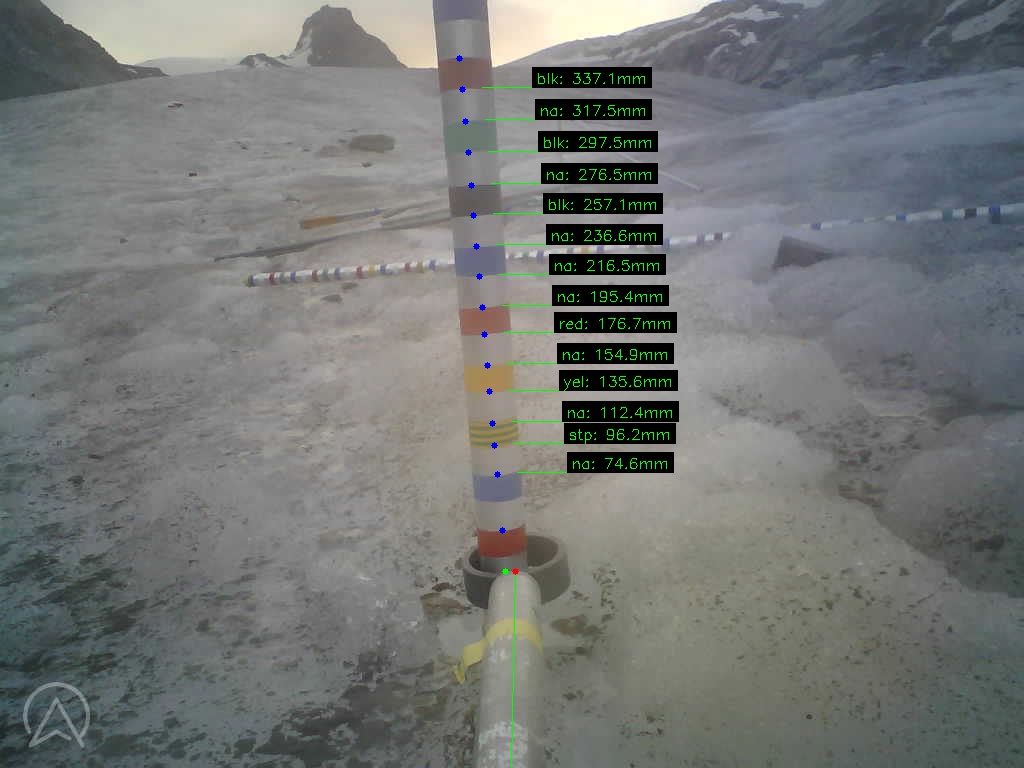 blk: 337.1mm
na: 317.5mm
blk: 297.5mm
na: 276.5mm
blk: 257.1mm
na: 236.6mm
na: 216.5mm
na: 195.4mm
red: 176.7mm
na: 154.9mm
yel: 135.6mm
na: 112.4mm
stp: 96.2mm
na: 74.6mm